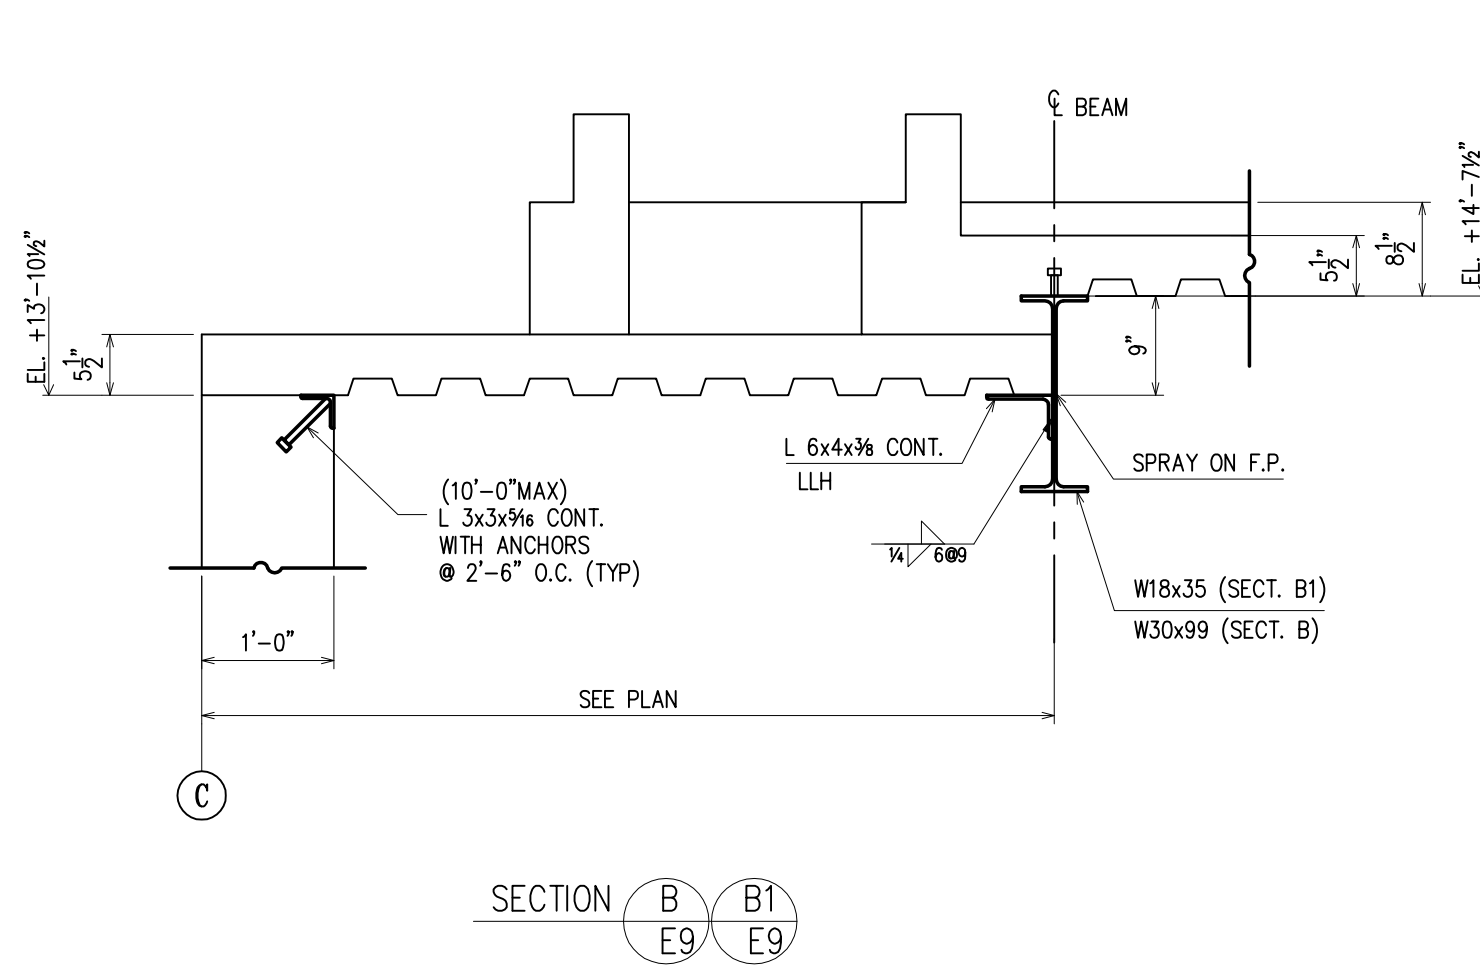 ℄ BEAM
EL. +14'-7½"
8½"
5½"
EL. +13'-10½"
5½"
9"
L 6x4x⅜ CONT.
LLH
SPRAY ON F.P.
(10'-0"MAX)
L 3x3x5⁄16 CONT.
WITH ANCHORS
@ 2'-6" O.C. (TYP)
¼ 6@9
W18x35 (SECT. B1)
W30x99 (SECT. B)
1'-0"
SEE PLAN
C
SECTION B B1
E9 E9